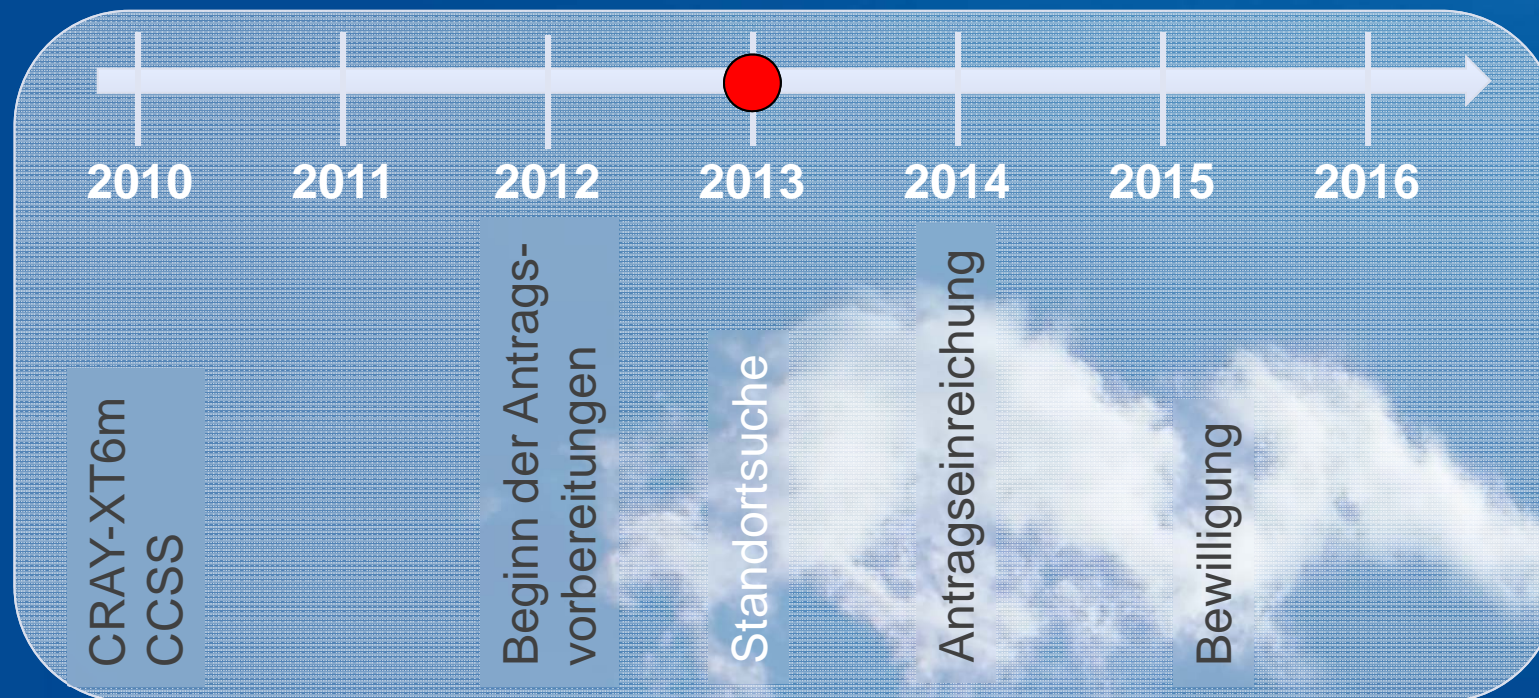 2010 2011 2012 2013 2014 2015 2016
CRAY-XT6m
CCSS
Beginn der Antrags-
vorbereitungen
Standortsuche
Antragseinreichung
Bewilligung